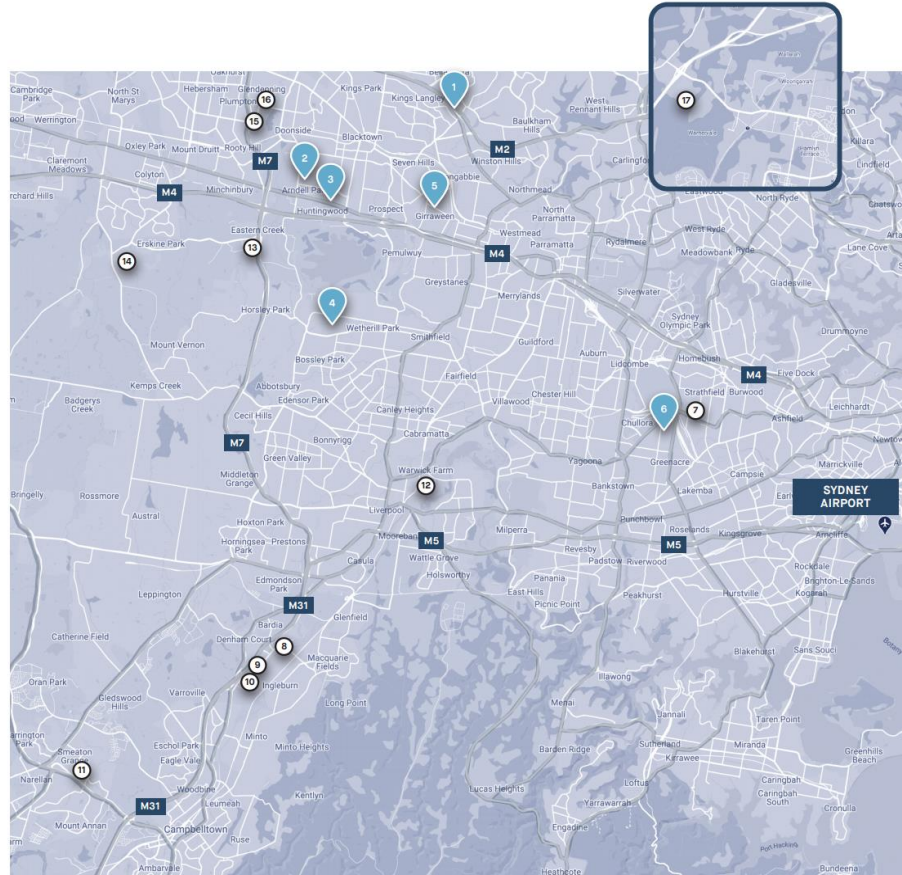 Wallarah
Woongarrah
Warnervale
Hamlyn
Terrace
17
Cambridge
Park
North St
Marys
Hebersham
Glendenning
Plumpton
16
15
Kings Park
Kings Langley
1
Baulkham
Hills
West
Pennant Hills
Werrington
Oxley Park
Mount Druitt
Rooty Hill
Doonside
Blacktown
M2
Winston Hills
Carlingford
Killara
Claremont
Meadows
Colyton
M7
2
Seven Hills
Lindfield
Orchard Hills
M4
Minchinbury
Arndell Park
3
5
Northmead
Eastwood
North Ryde
Chatswood
Huntingwood
Prospect
Girraween
North
Parramatta
Eastern Creek
Westmead
Parramatta
Rydalmere
West Ryde
Erskine Park
13
Pemulwuy
M4
Meadowbank
Ryde
Lane Cove
14
Greystanes
Merrylands
Silverwater
Gladesville
Horsley Park
4
Wetherill Park
Smithfield
Sydney
Olympic Park
Drummoyne
Mount Vernon
Bossley Park
Guildford
Auburn
Lidcombe
Homebush
Kemps Creek
Abbotsbury
Fairfield
M4
Five Dock
Badgerys
Creek
Edensor Park
Chester Hill
Strathfield
Burwood
Cecil Hills
Canley Heights
Villawood
6
7
Leichhardt
Chullora
Ashfield
M7
Bonnyrigg
Cabramatta
Green Valley
Yagoona
Greenacre
Marrickville
Bringelly
Rossmore
Middleton
Grange
Warwick Farm
12
Bankstown
Lakemba
Campsie
SYDNEY
AIRPORT
Austral
Liverpool
Hoxton Park
Milperra
Punchbowl
Roselands
Horningsea
Park
Prestons
M5
Revesby
M5
Kingsgrove
Arncliffe
Casula
Wattle Grove
Padstow
Riverwood
Rockdale
Leppington
Edmondson
Park
Holsworthy
Panania
East Hills
Peakhurst
Hurstville
Brighton-Le-Sands
Kogarah
M31
Picnic Point
Bardia
Glenfield
Catherine Field
Denham Court
8
Macquarie
Fields
Blakehurst
Sans Souci
9
Oran Park
Gledswood
Hills
Varroville
10
Ingleburn
Long Point
Illawong
Menai
Jannali
Taren Point
Minto
Minto Heights
Eschol Park
Eagle Vale
Barden Ridge
Sutherland
Kirrawee
Miranda
Greenhills
Beach
Smeaton
Grange
11
Narellan
Woodbine
Kentlyn
Lucas Heights
Loftus
Caringbah
Caringbah
South
M31
Leumeah
Yarrawarrah
Cronulla
Mount Annan
Campbelltown
Ruse
Engadine
Port Hacking
Ambarvale
Heathcote
Bundeena